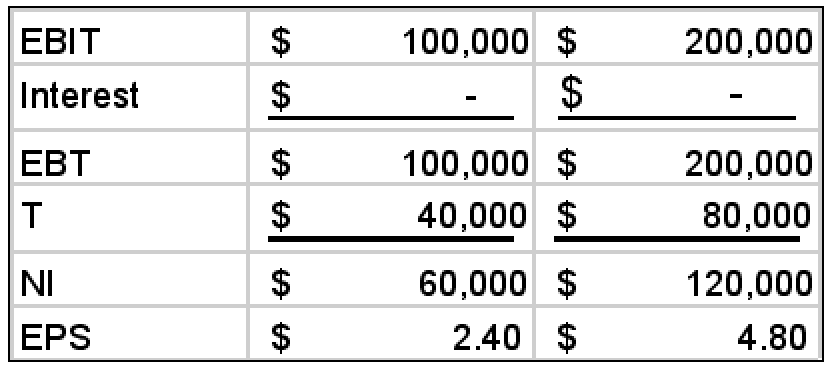 EBIT $ 100,000 $ 200,000
Interest $ - $ -
EBT $ 100,000 $ 200,000
T $ 40,000 $ 80,000
NI $ 60,000 $ 120,000
EPS $ 2.40 $ 4.80